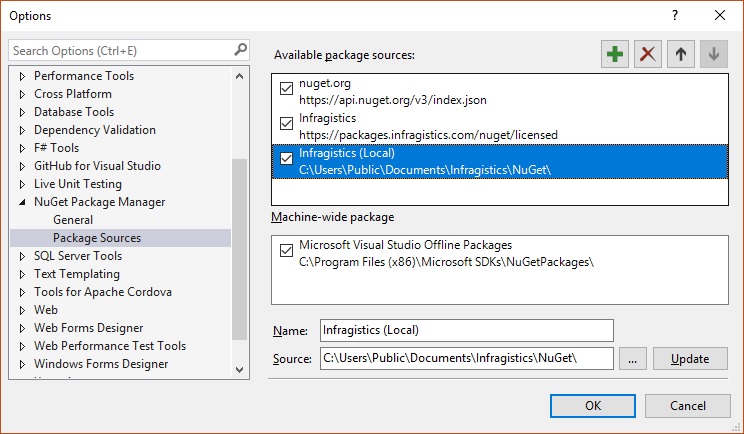 Options
Search Options (Ctrl+E)
Performance Tools
Cross Platform
Database Tools
Dependency Validation
F# Tools
GitHub for Visual Studio
Live Unit Testing
NuGet Package Manager
General
Package Sources
SQL Server Tools
Text Templating
Tools for Apache Cordova
Web
Web Forms Designer
Web Performance Test Tools
Windows Forms Designer
Available package sources:
nuget.org
https://api.nuget.org/v3/index.json
Infragistics
https://packages.infragistics.com/nuget/licensed
Infragistics (Local)
C:\Users\Public\Documents\Infragistics\NuGet\
Machine-wide package
Microsoft Visual Studio Offline Packages
C:\Program Files (x86)\Microsoft SDKs\NuGetPackages\
Name: Infragistics (Local)
Source: C:\Users\Public\Documents\Infragistics\NuGet\ ... Update
OK Cancel